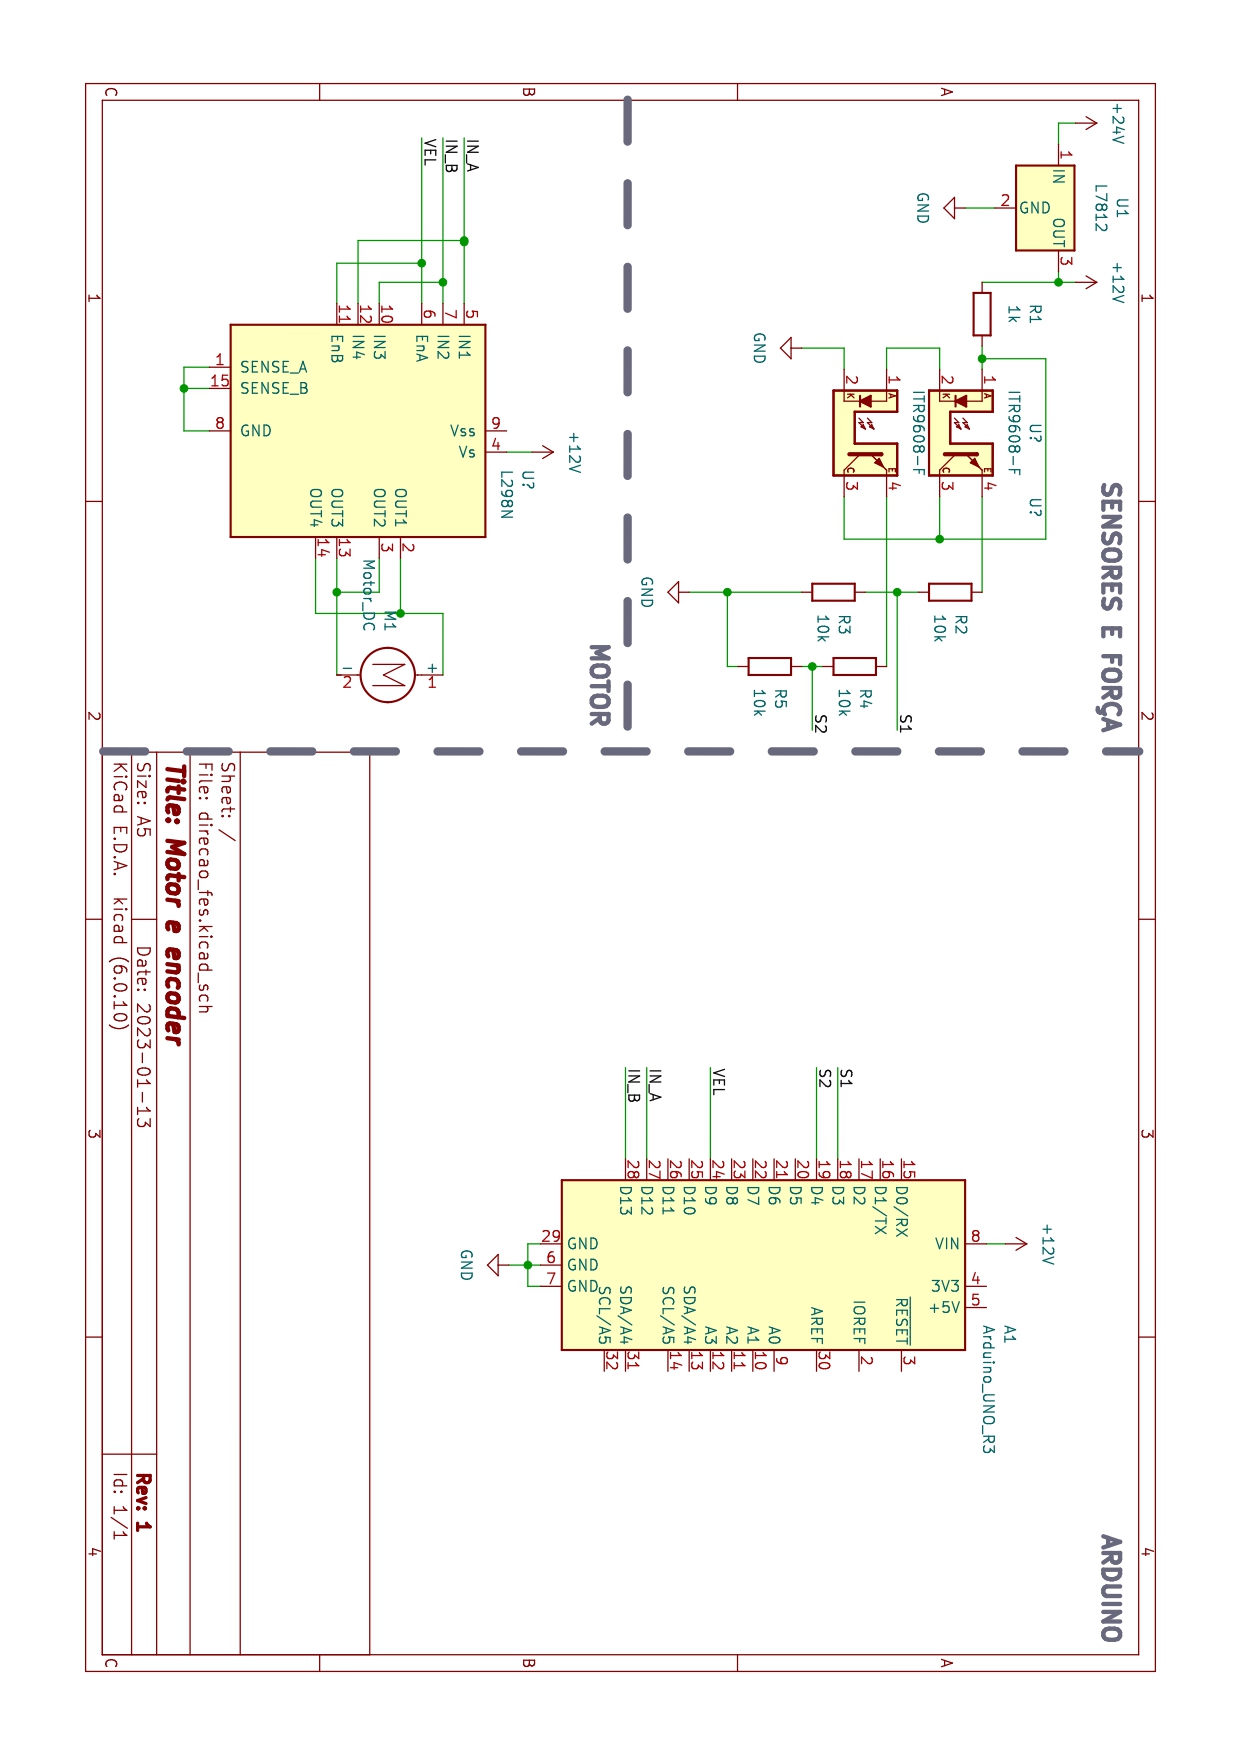 1
2
3
4
A
B
C
SENSORES E FORÇA
+24V
U1
L7812
+12V
1
IN
OUT
3
GND
2
GND
R1
1k
U?
U?
ITR9608-F
1
A
E
4
2
K
C
3
ITR9608-F
1
A
E
4
2
K
C
3
GND
R2
10k
S1
R3
10k
R4
10k
S2
R5
10k
GND
MOTOR
+12V
U?
L298N
9
4
Vss
Vs
IN_A
5
IN1
IN_B
7
IN2
VEL
6
EnA
10
IN3
12
IN4
11
EnB
OUT1
2
OUT2
3
OUT3
13
OUT4
14
SENSE_A
SENSE_B
GND
1
15
8
+
1
M1
Motor_DC
M
-
2
ARDUINO
+12V
A1
Arduino_UNO_R3
8
4
5
VIN
3V3
+5V
15
D0/RX
RESET
3
16
D1/TX
17
D2
IOREF
2
S1
18
D3
S2
19
D4
AREF
30
20
D5
21
D6
A0
9
22
D7
A1
10
23
D8
A2
11
VEL
24
D9
A3
12
25
D10
SDA/A4
13
26
D11
SCL/A5
14
IN_A
27
D12
IN_B
28
D13
SDA/A4
31
SCL/A5
32
GND
GND
GND
29
6
7
GND
A
B
C
Sheet: /
File: direcao_fes.kicad_sch
Title: Motor e encoder
Size: A5
Date: 2023-01-13
Rev: 1
KiCad E.D.A.  kicad (6.0.10)
Id: 1/1
1
2
3
4